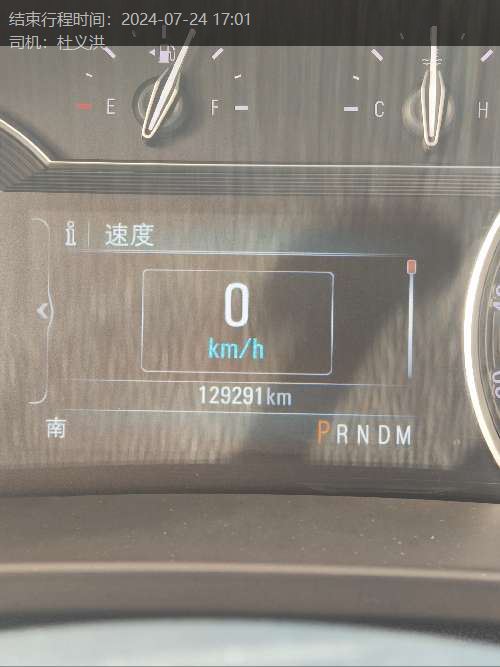 结束行程时间：2024-07-24 17:01
司机：杜义洪
E F C H
速度
0
km/h
129291km
南 PRNDM